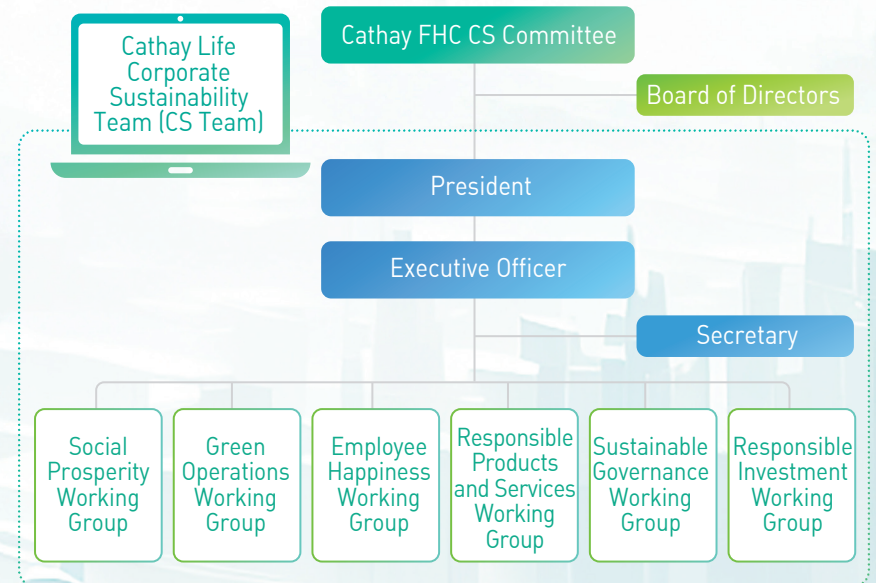 Cathay Life
Corporate
Sustainability
Team (CS Team)
Cathay FHC CS Committee
Board of Directors
President
Executive Officer
Secretary
Social
Prosperity
Working
Group
Green
Operations
Working
Group
Employee
Happiness
Working
Group
Responsible
Products
and Services
Working
Group
Sustainable
Governance
Working
Group
Responsible
Investment
Working
Group